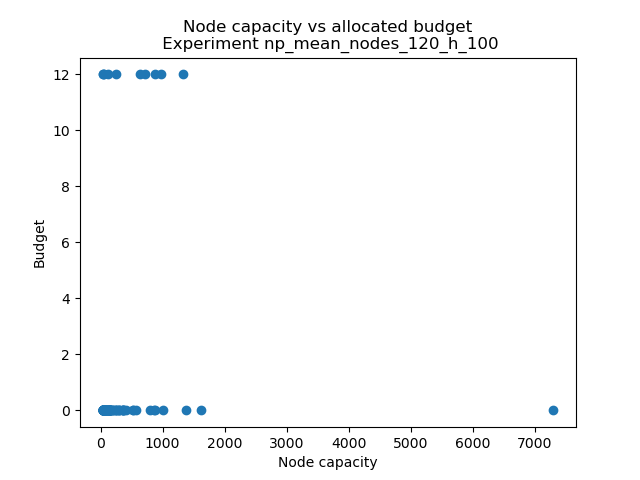 Node capacity vs allocated budget
Experiment np_mean_nodes_120_h_100
12
10
8
6
4
2
0
Budget
0 1000 2000 3000 4000 5000 6000 7000
Node capacity